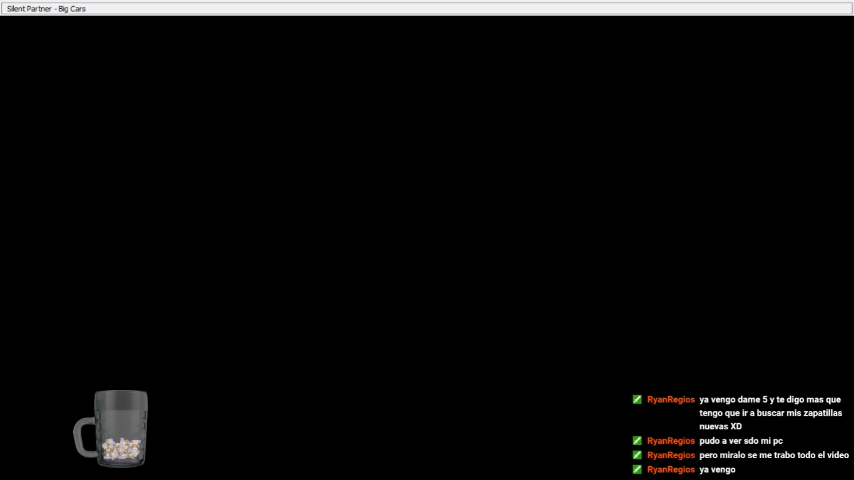 Silent Partner - Big Cars
RyanRegios ya vengo dame 5 y te digo mas que
tengo que ir a buscar mis zapatillas
nuevas XD
RyanRegios pudo a ver sdo mi pc
RyanRegios pero miralo se me trabo todo el video
RyanRegios ya vengo